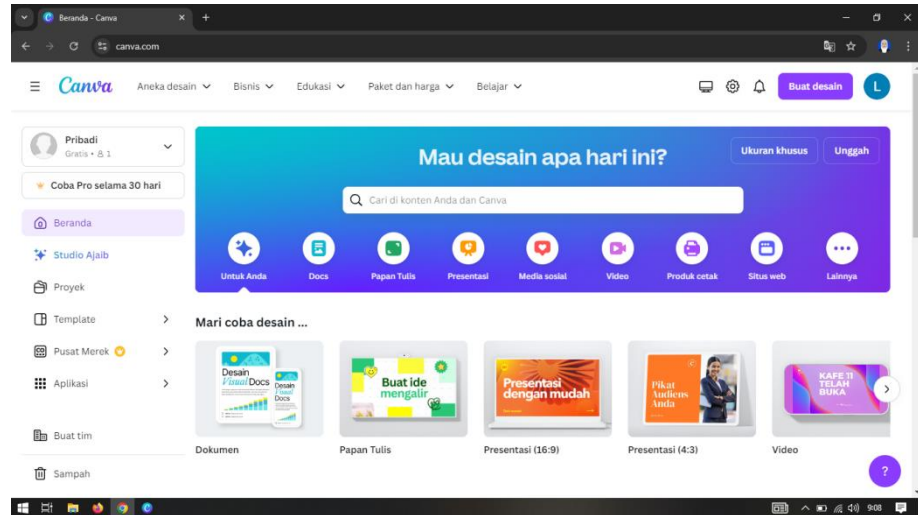 Beranda - Canva
canva.com
Canva
Aneka desain
Bisnis
Edukasi
Paket dan harga
Belajar
Buat desain
L
Pribadi
Gratis • 1
Coba Pro selama 30 hari
Beranda
Studio Ajaib
Proyek
Template
Pusat Merek
Aplikasi
Buat tim
Sampah
Mau desain apa hari ini?
Ukuran khusus
Unggah
Cari di konten Anda dan Canva
Untuk Anda
Docs
Papan Tulis
Presentasi
Media sosial
Video
Produk cetak
Situs web
Lainnya
Mari coba desain ...
Desain
Visual Docs
Desain
Visual
Docs
Buat ide
mengalir
Presentasi
dengan mudah
Pikat
Audiens
Anda
KAFE 11
TELAH
BUKA
Dokumen
Papan Tulis
Presentasi (16:9)
Presentasi (4:3)
Video
?
9:08